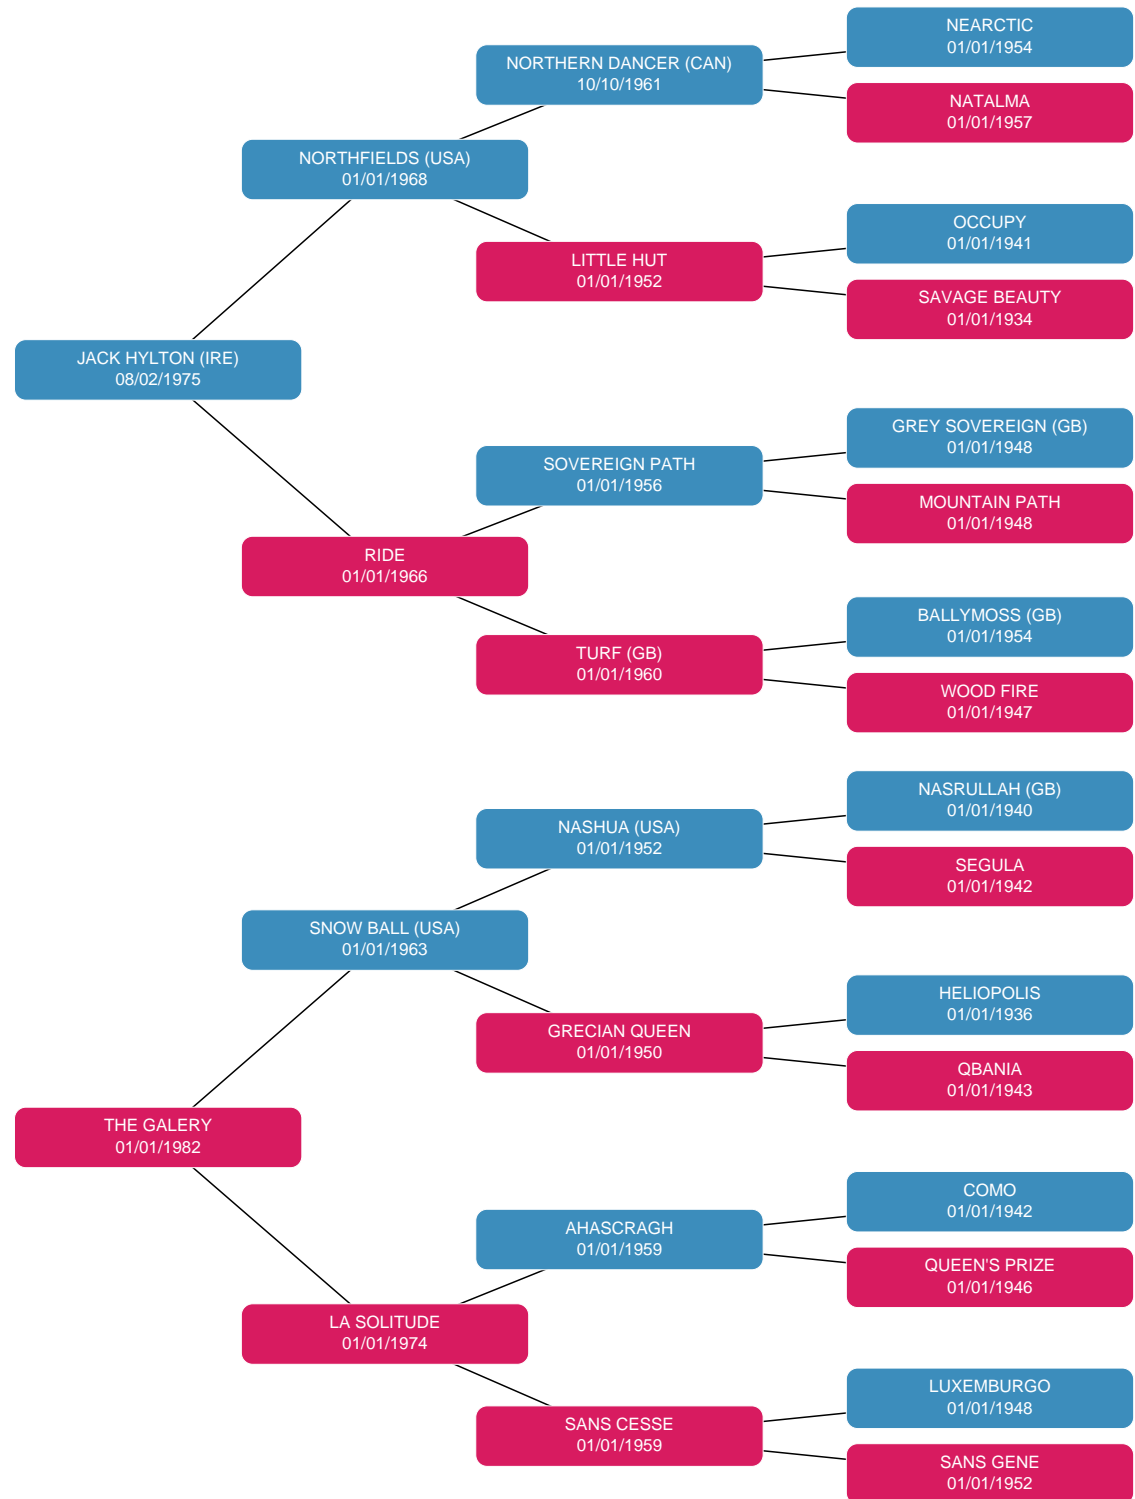 NEARCTIC
01/01/1954
NORTHERN DANCER (CAN)
10/10/1961
NATALMA
01/01/1957
NORTHFIELDS (USA)
01/01/1968
OCCUPY
01/01/1941
LITTLE HUT
01/01/1952
SAVAGE BEAUTY
01/01/1934
JACK HYLTON (IRE)
08/02/1975
GREY SOVEREIGN (GB)
01/01/1948
SOVEREIGN PATH
01/01/1956
MOUNTAIN PATH
01/01/1948
RIDE
01/01/1966
BALLYMOSS (GB)
01/01/1954
TURF (GB)
01/01/1960
WOOD FIRE
01/01/1947
NASRULLAH (GB)
01/01/1940
NASHUA (USA)
01/01/1952
SEGULA
01/01/1942
SNOW BALL (USA)
01/01/1963
HELIOPOLIS
01/01/1936
GRECIAN QUEEN
01/01/1950
QBANIA
01/01/1943
THE GALERY
01/01/1982
COMO
01/01/1942
AHASCRAGH
01/01/1959
QUEEN'S PRIZE
01/01/1946
LA SOLITUDE
01/01/1974
LUXEMBURGO
01/01/1948
SANS CESSE
01/01/1959
SANS GENE
01/01/1952